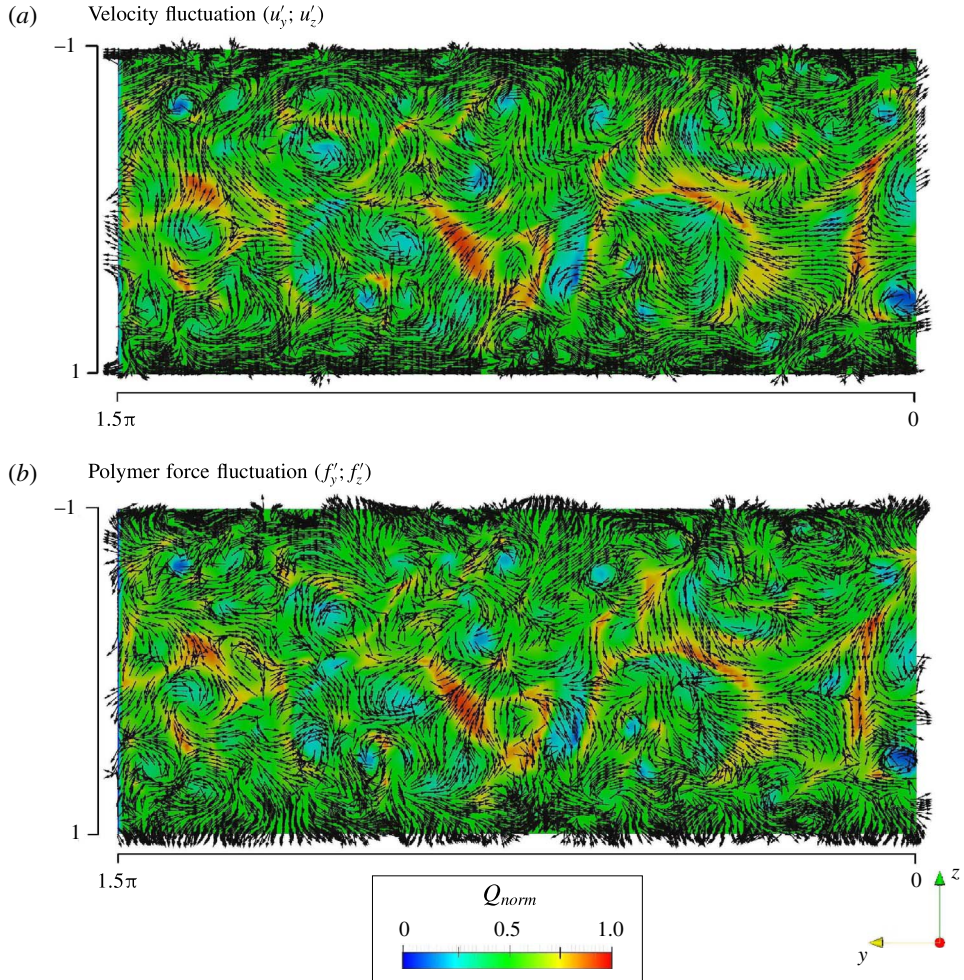 (a) Velocity fluctuation (u′y; u′z)
−1
1
1.5π 0
(b) Polymer force fluctuation (f′y; f′z)
−1
1
1.5π 0
Qnorm
0 0.5 1.0
z
y